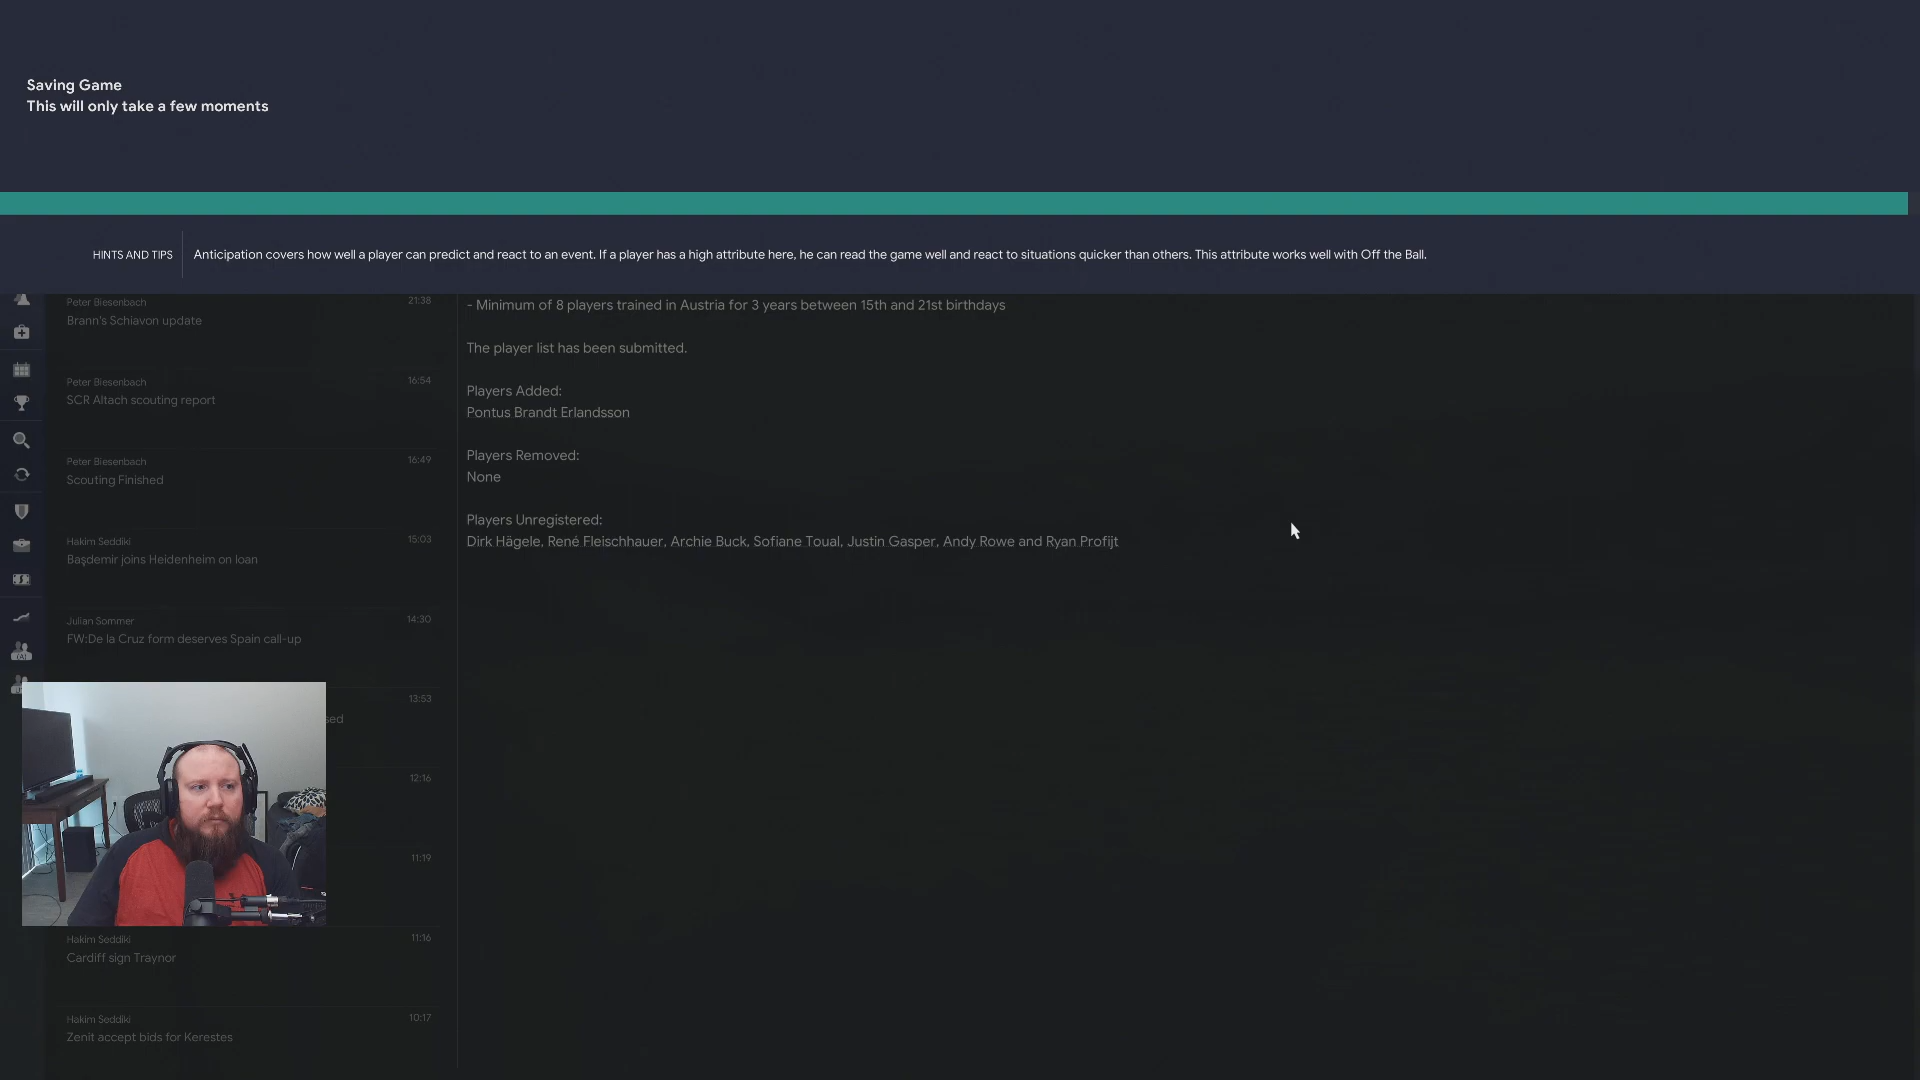 Saving Game
This will only take a few moments
HINTS AND TIPS
Anticipation covers how well a player can predict and react to an event. If a player has a high attribute here, he can read the game well and react to situations quicker than others. This attribute works well with Off the Ball.
Peter Biesenbach
21:38
Brann's Schiavon update
Peter Biesenbach
16:54
SCR Altach scouting report
Peter Biesenbach
16:49
Scouting Finished
Hakim Seddiki
15:03
Başdemir joins Heidenheim on loan
Julian Sommer
14:30
FW:De la Cruz form deserves Spain call-up
13:53
sed
12:16
11:19
Hakim Seddiki
11:16
Cardiff sign Traynor
Hakim Seddiki
10:17
Zenit accept bids for Kerestes
- Minimum of 8 players trained in Austria for 3 years between 15th and 21st birthdays
The player list has been submitted.
Players Added:
Pontus Brandt Erlandsson
Players Removed:
None
Players Unregistered:
Dirk Hägele, René Fleischhauer, Archie Buck, Sofiane Toual, Justin Gasper, Andy Rowe and Ryan Profijt